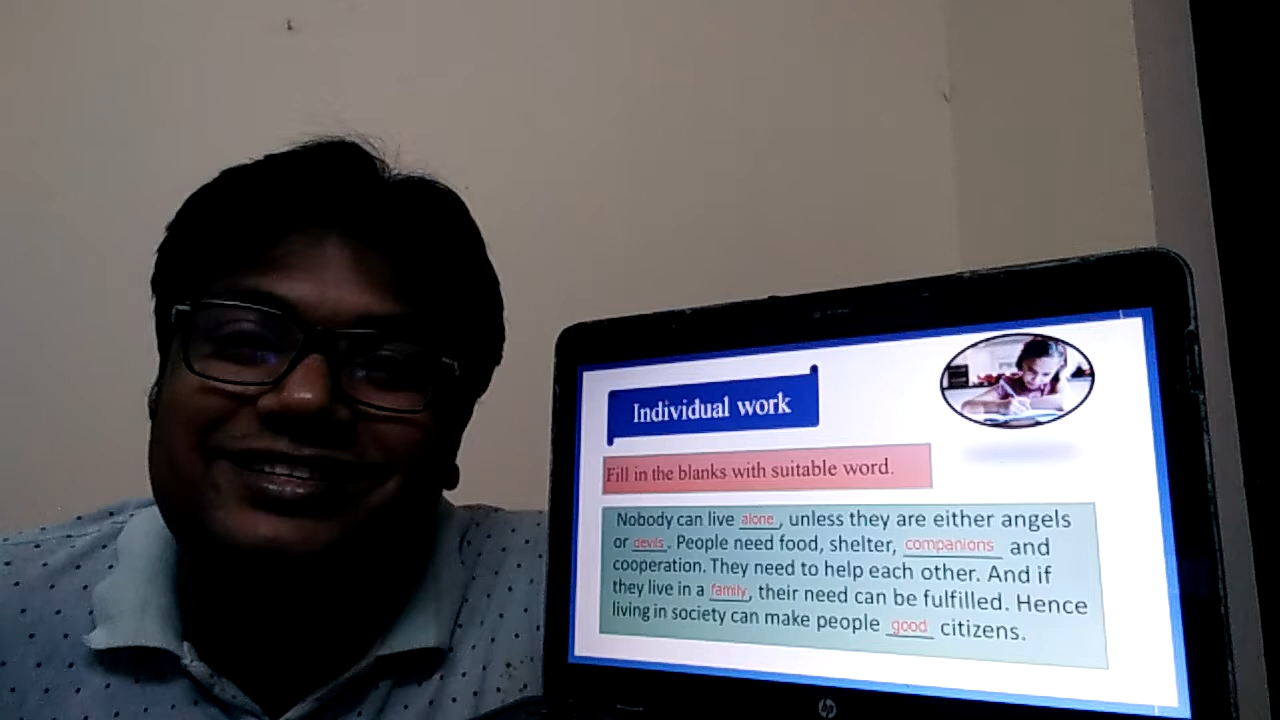 Individual work
Fill in the blanks with suitable word.
Nobody can live alone, unless they are either angels
or devils. People need food, shelter, companions and
cooperation. They need to help each other. And if
they live in a family, their need can be fulfilled. Hence
living in society can make people good citizens.
hp